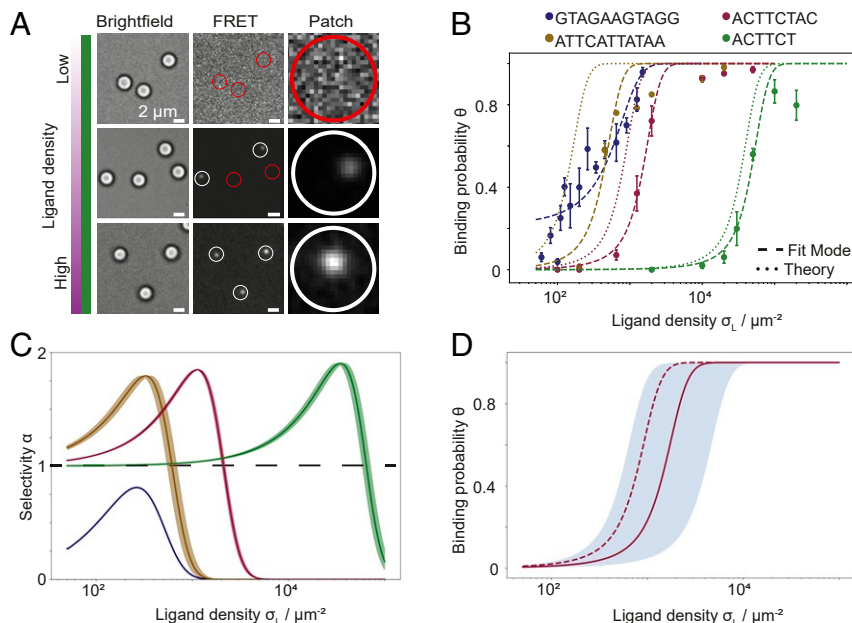 A
Brightfield
FRET
Patch
Low
Ligand density
High
2 µm
B
GTAGAAGTAGG
ACTTCTAC
ATTCATTATAA
ACTTCT
Binding probability θ
0.8
0.4
0
10²
10⁴
Fit Mode
Theory
Ligand density σL / µm⁻²
C
Selectivity α
2
1
0
10²
10⁴
Ligand density σL / µm⁻²
D
Binding probability θ
0.8
0.4
0
10²
10⁴
Ligand density σL / µm⁻²